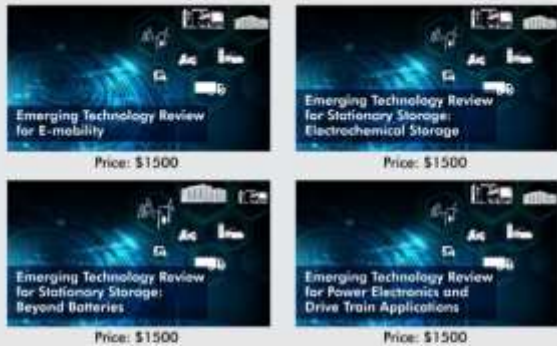 Emerging Technology Review
for E-mobility
Price: $1500
Emerging Technology Review
for Stationary Storage:
Electrochemical Storage
Price: $1500
Emerging Technology Review
for Stationary Storage:
Beyond Batteries
Price: $1500
Emerging Technology Review
for Power Electronics and
Drive Train Applications
Price: $1500